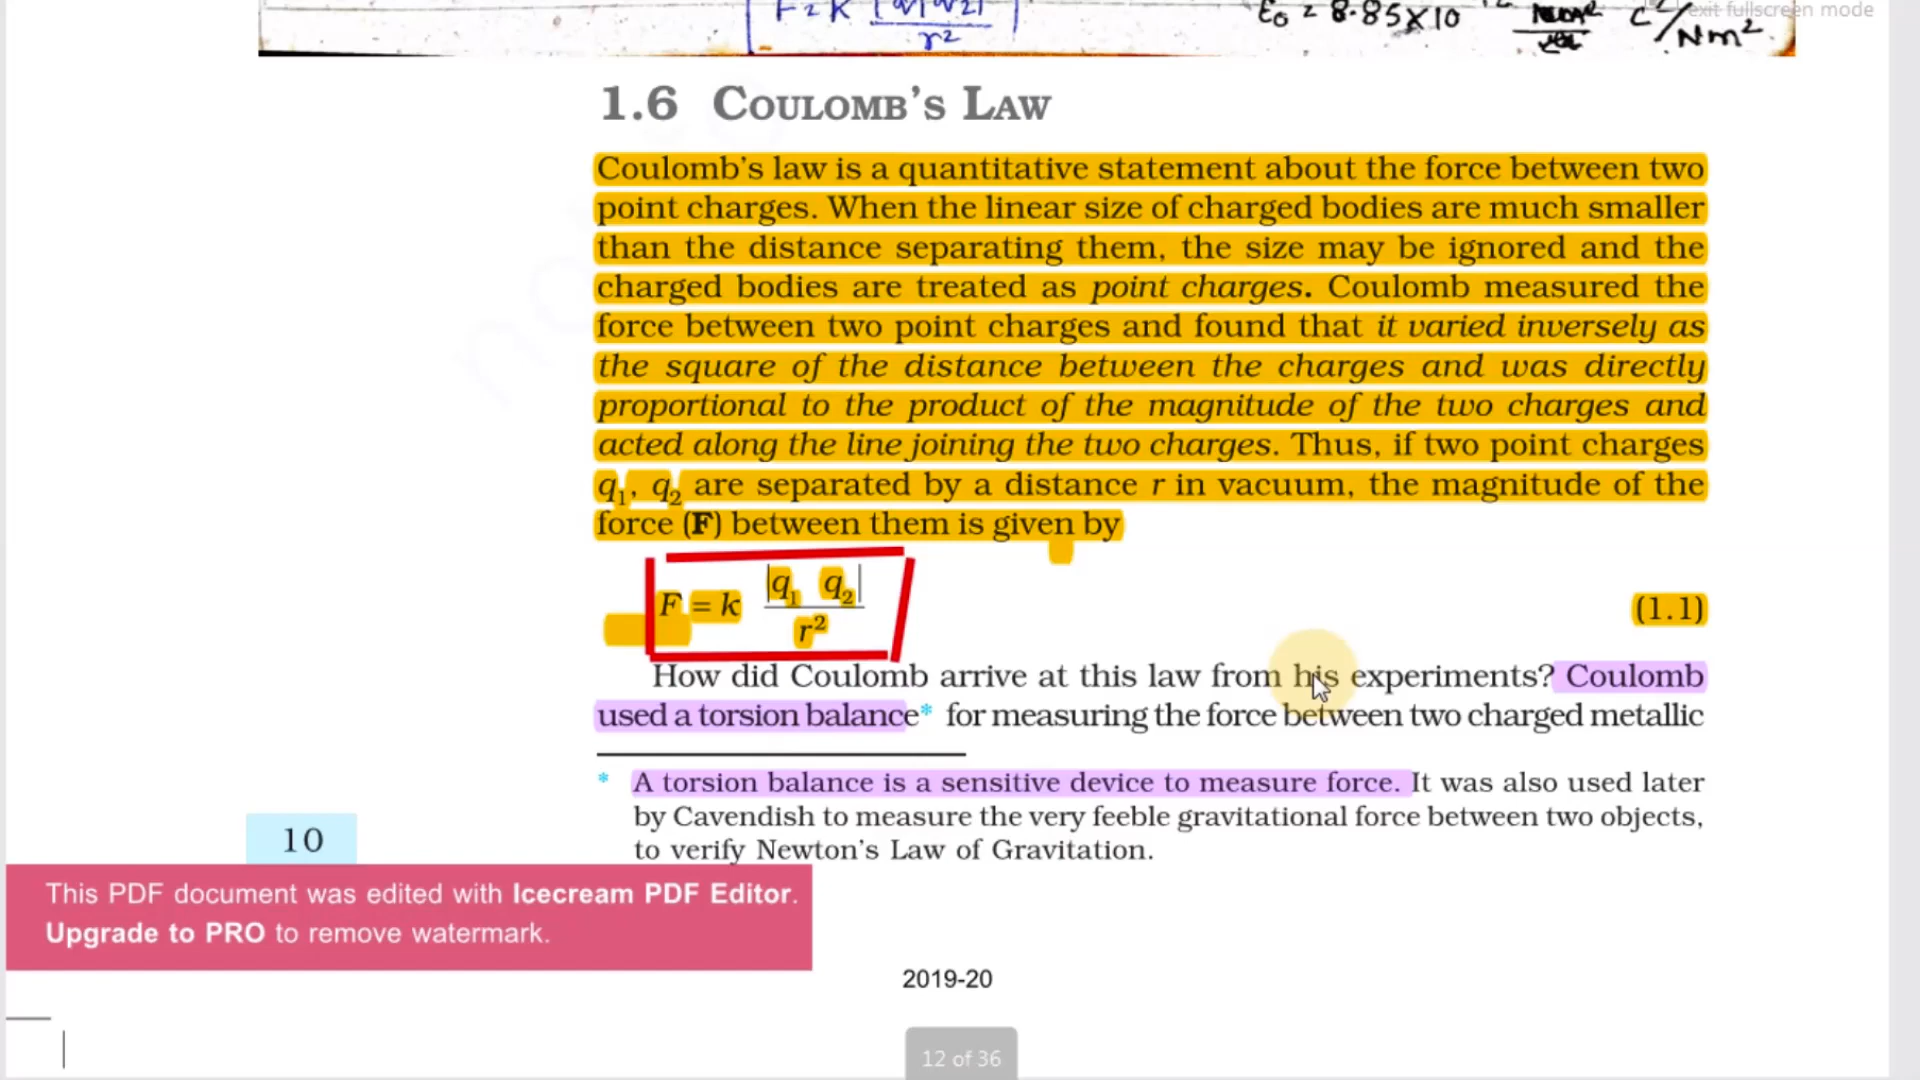 F = K |q1 q2|
r²
ε0 = 8.85 × 10
C²/Nm²
exit fullscreen mode
1.6 COULOMB'S LAW
Coulomb's law is a quantitative statement about the force between two
point charges. When the linear size of charged bodies are much smaller
than the distance separating them, the size may be ignored and the
charged bodies are treated as point charges. Coulomb measured the
force between two point charges and found that it varied inversely as
the square of the distance between the charges and was directly
proportional to the product of the magnitude of the two charges and
acted along the line joining the two charges. Thus, if two point charges
q₁, q₂ are separated by a distance r in vacuum, the magnitude of the
force (F) between them is given by
F = k |q₁ q₂| / r² (1.1)
How did Coulomb arrive at this law from his experiments? Coulomb
used a torsion balance* for measuring the force between two charged metallic
* A torsion balance is a sensitive device to measure force. It was also used later
by Cavendish to measure the very feeble gravitational force between two objects,
to verify Newton's Law of Gravitation.
10
This PDF document was edited with Icecream PDF Editor.
Upgrade to PRO to remove watermark.
2019-20
12 of 36